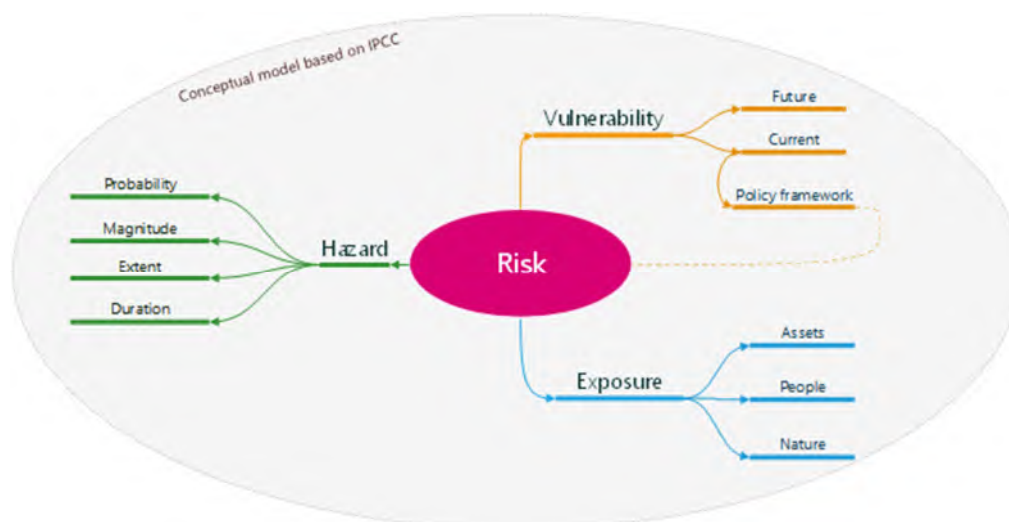 Conceptual model based on IPCC
Vulnerability
Future
Current
Policy framework
Probability
Magnitude
Extent
Duration
Hazard
Risk
Exposure
Assets
People
Nature